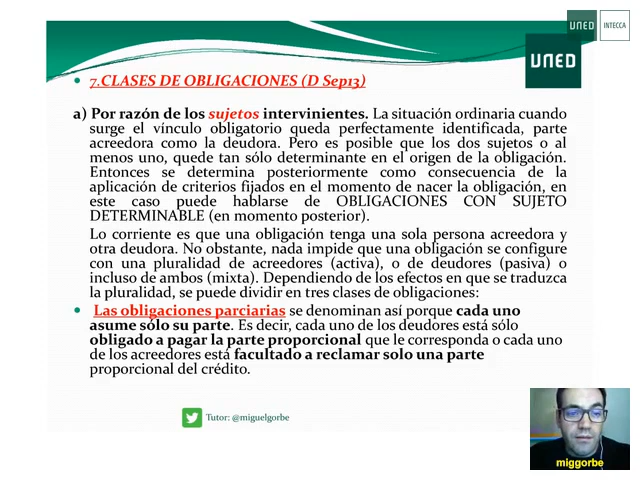 UNED
INTECCA
UNED
7.CLASES DE OBLIGACIONES (D Sep13)
a) Por razón de los sujetos intervinientes. La situación ordinaria cuando
surge el vínculo obligatorio queda perfectamente identificada, parte
acreedora como la deudora. Pero es posible que los dos sujetos o al
menos uno, quede tan sólo determinante en el origen de la obligación.
Entonces se determina posteriormente como consecuencia de la
aplicación de criterios fijados en el momento de nacer la obligación, en
este caso puede hablarse de OBLIGACIONES CON SUJETO
DETERMINABLE (en momento posterior).
Lo corriente es que una obligación tenga una sola persona acreedora y
otra deudora. No obstante, nada impide que una obligación se configure
con una pluralidad de acreedores (activa), o de deudores (pasiva) o
incluso de ambos (mixta). Dependiendo de los efectos en que se traduzca
la pluralidad, se puede dividir en tres clases de obligaciones:
Las obligaciones parciarias se denominan así porque cada uno
asume sólo su parte. Es decir, cada uno de los deudores está sólo
obligado a pagar la parte proporcional que le corresponda o cada uno
de los acreedores está facultado a reclamar solo una parte
proporcional del crédito.
Tutor: @miguelgorbe
miggorbe